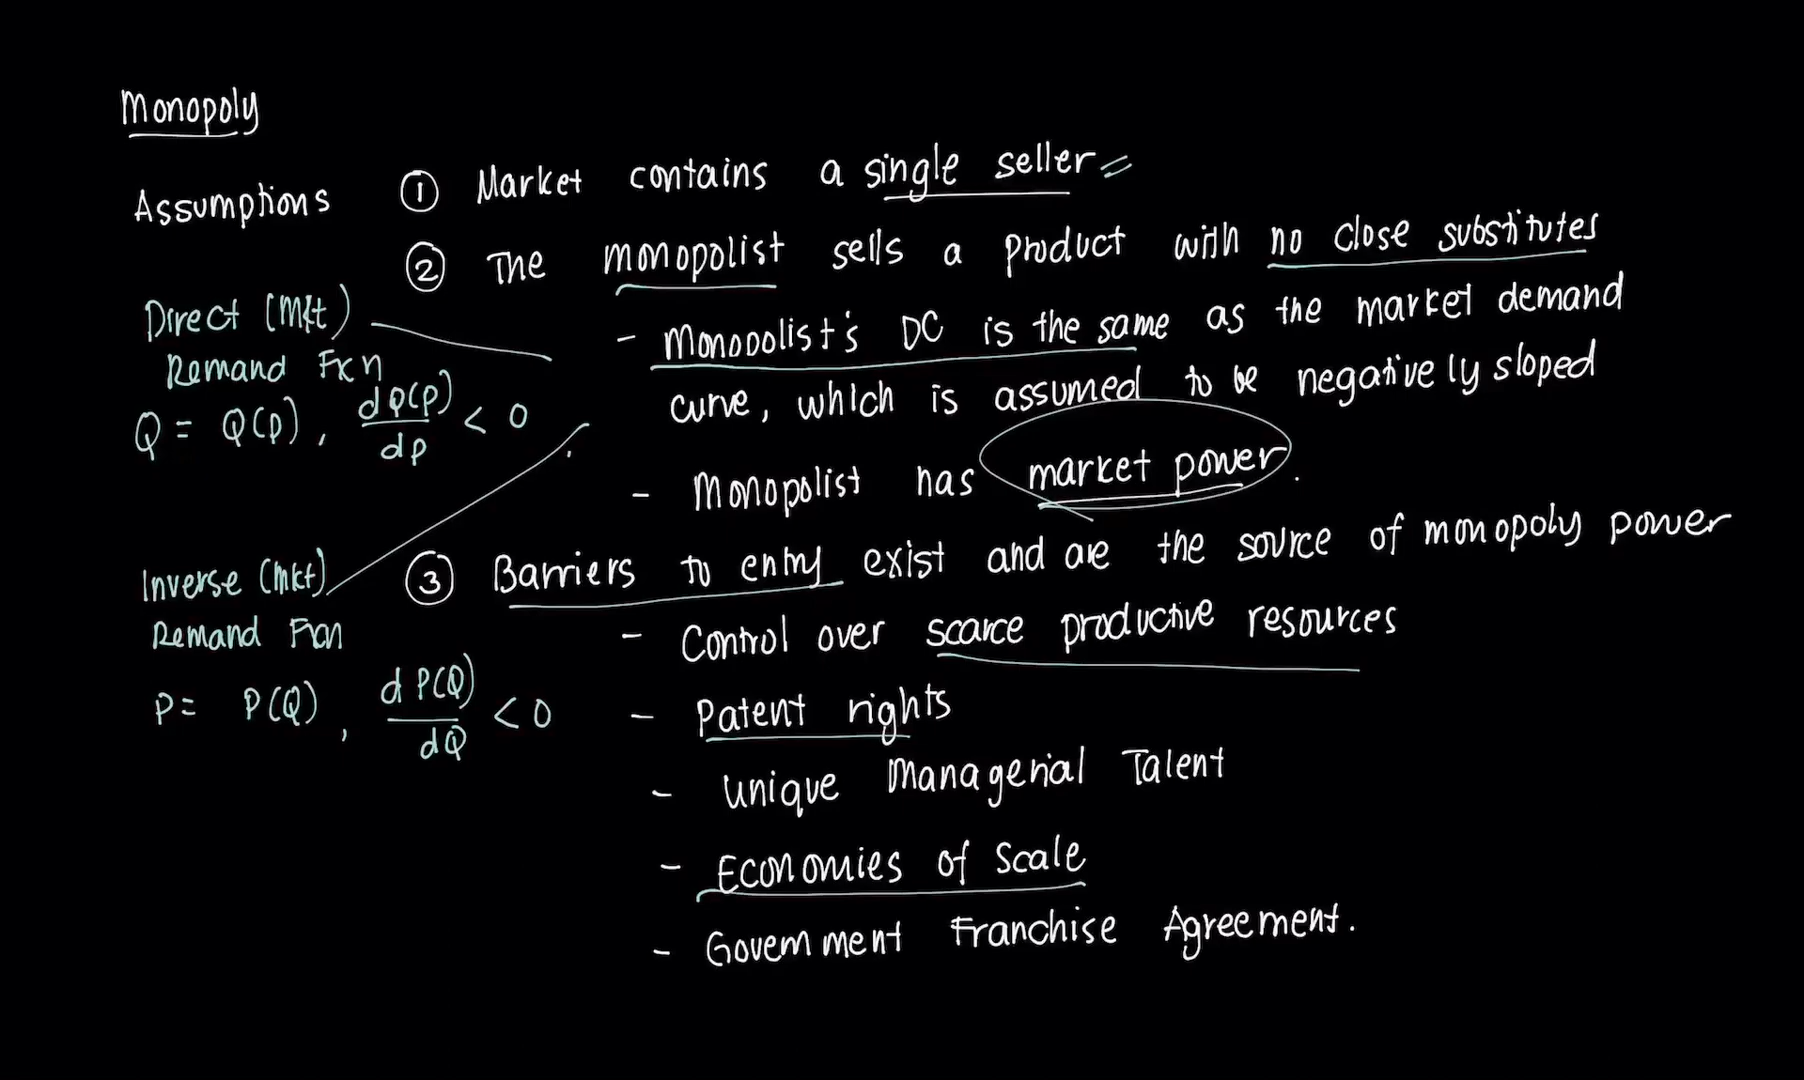 Monopoly
Assumptions ① Market contains a single seller
② The monopolist sells a product with no close substitutes
- Monopolist's DC is the same as the market demand
curve, which is assumed to be negatively sloped
- Monopolist has market power.
③ Barriers to entry exist and are the source of monopoly power
- Control over scarce productive resources
- Patent rights
- Unique Managerial Talent
- Economies of Scale
- Government Franchise Agreement.
Direct (Mkt)
Demand Fxn
Q = Q(P), dQ(P)/dP < 0
Inverse (Mkt)
Demand Fxn
P = P(Q), dP(Q)/dQ < 0